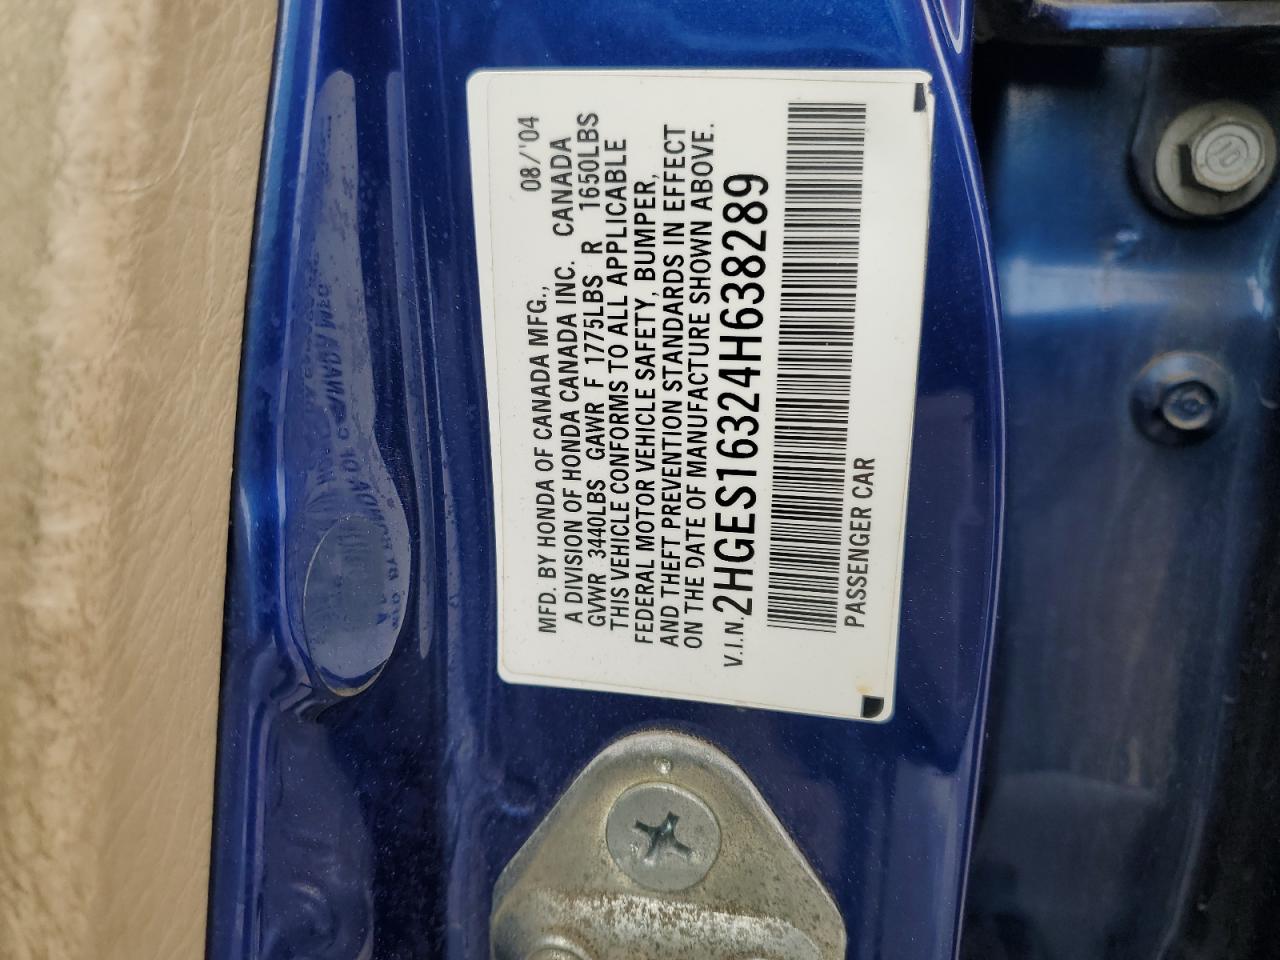 MFD. BY HONDA OF CANADA MFG., 08/'04
A DIVISION OF HONDA CANADA INC. CANADA
GVWR 3440LBS GAWR F 1775LBS R 1650LBS
THIS VEHICLE CONFORMS TO ALL APPLICABLE
FEDERAL MOTOR VEHICLE SAFETY, BUMPER,
AND THEFT PREVENTION STANDARDS IN EFFECT
ON THE DATE OF MANUFACTURE SHOWN ABOVE.
V.I.N. 2HGES16324H638289
PASSENGER CAR
10